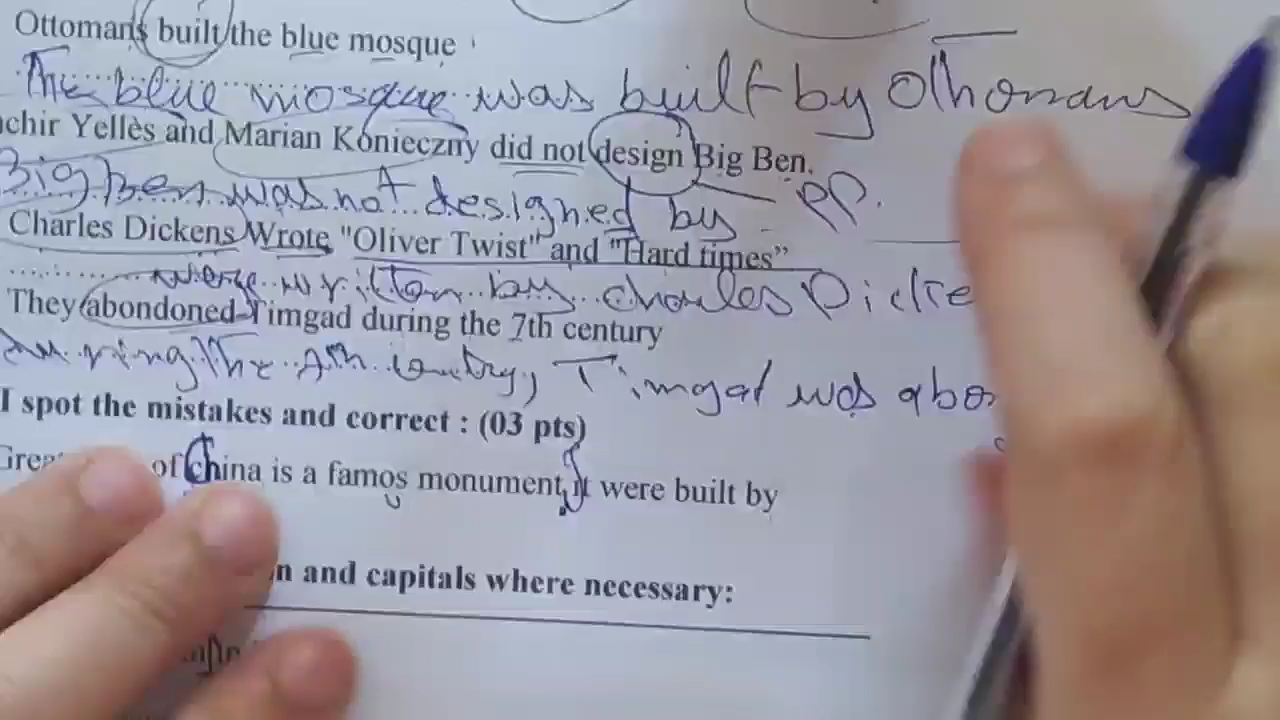 Ottomans built the blue mosque
The blue mosque was built by Othomans
achir Yellès and Marian Konieczny did not design Big Ben.
Big Ben was not designed by PP.
Charles Dickens Wrote "Oliver Twist" and "Hard times"
were written by charles Dicke
They abondoned Timgad during the 7th century
during the 7th century, Timgad was abo
I spot the mistakes and correct : (03 pts)
of china is a famos monument, it were built by
n and capitals where necessary: